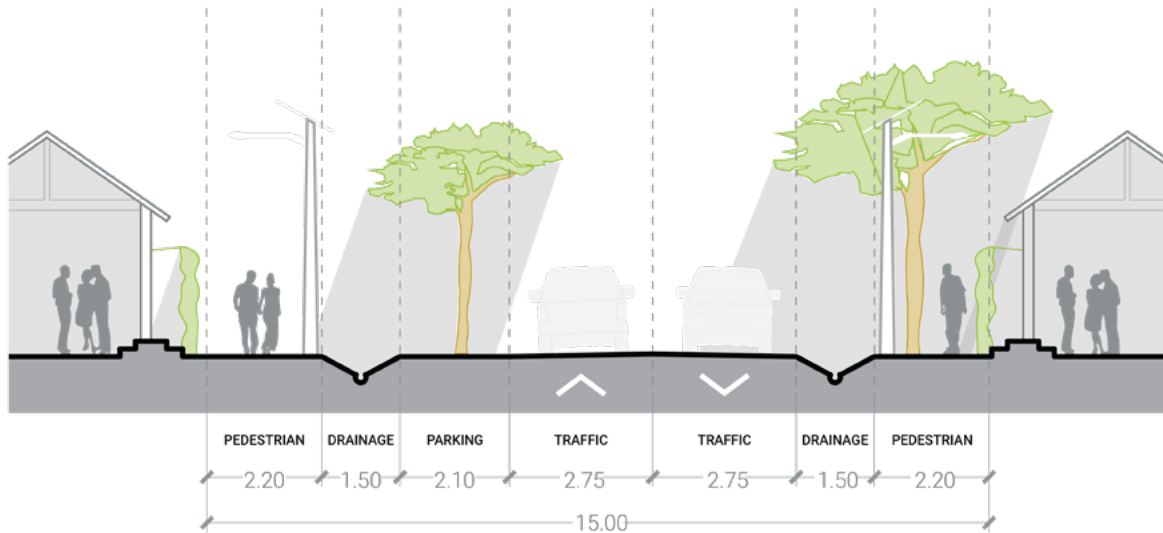 PEDESTRIAN DRAINAGE PARKING TRAFFIC TRAFFIC DRAINAGE PEDESTRIAN
2.20 1.50 2.10 2.75 2.75 1.50 2.20
15.00